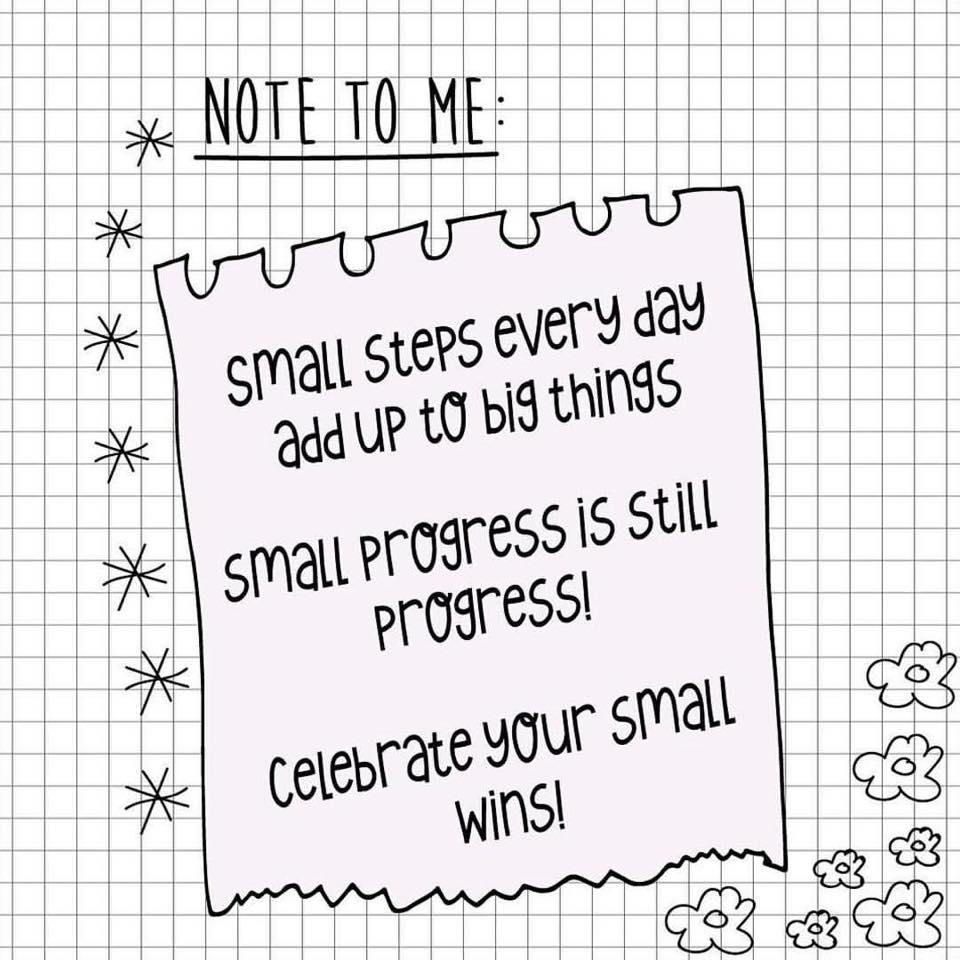 NOTE TO ME:
small steps every day
add up to big things
small progress is still
progress!
celebrate your small
wins!